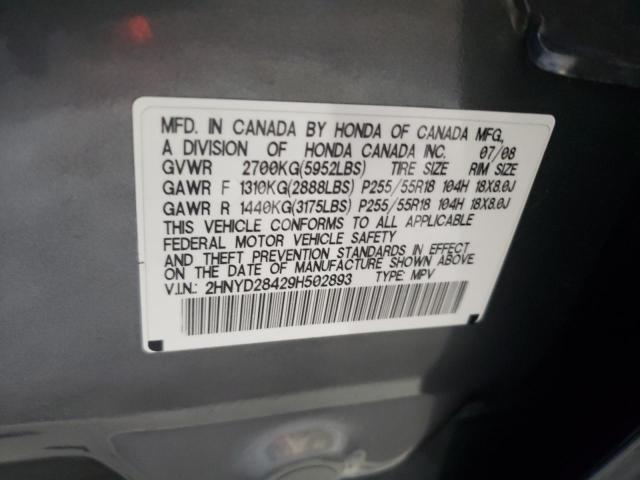 MFD. IN CANADA BY HONDA OF CANADA MFG.,
A DIVISION OF HONDA CANADA INC. 07/08
GVWR 2700KG(5952LBS) TIRE SIZE RIM SIZE
GAWR F 1310KG(2888LBS) P255/55R18 104H 18X8.0J
GAWR R 1440KG(3175LBS) P255/55R18 104H 18X8.0J
THIS VEHICLE CONFORMS TO ALL APPLICABLE
FEDERAL MOTOR VEHICLE SAFETY
AND THEFT PREVENTION STANDARDS IN EFFECT
ON THE DATE OF MANUFACTURE SHOWN ABOVE
V.I.N.: 2HNYD28429H502893 TYPE: MPV